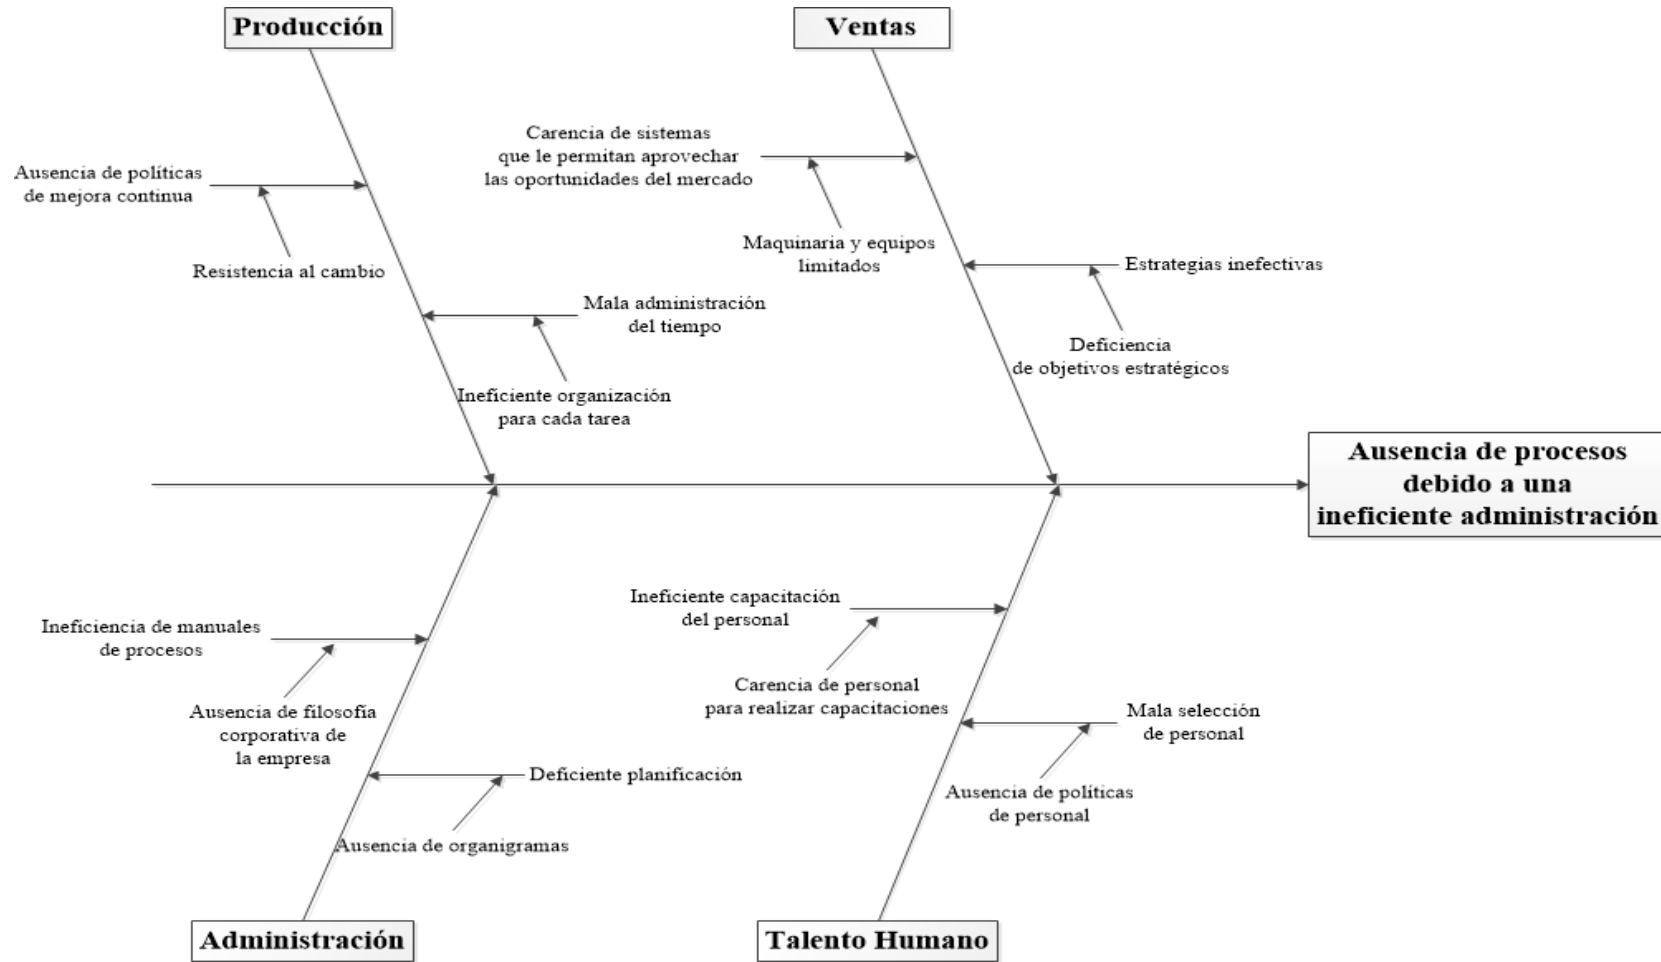 Producción
Ventas
Carencia de sistemas
que le permitan aprovechar
las oportunidades del mercado
Ausencia de políticas
de mejora continua
Maquinaria y equipos
limitados
Resistencia al cambio
Estrategias inefectivas
Mala administración
del tiempo
Deficiencia
de objetivos estratégicos
Ineficiente organización
para cada tarea
Ausencia de procesos
debido a una
ineficiente administración
Ineficiencia de manuales
de procesos
Ineficiente capacitación
del personal
Ausencia de filosofía
corporativa de
la empresa
Carencia de personal
para realizar capacitaciones
Mala selección
de personal
Deficiente planificación
Ausencia de políticas
de personal
Ausencia de organigramas
Administración
Talento Humano